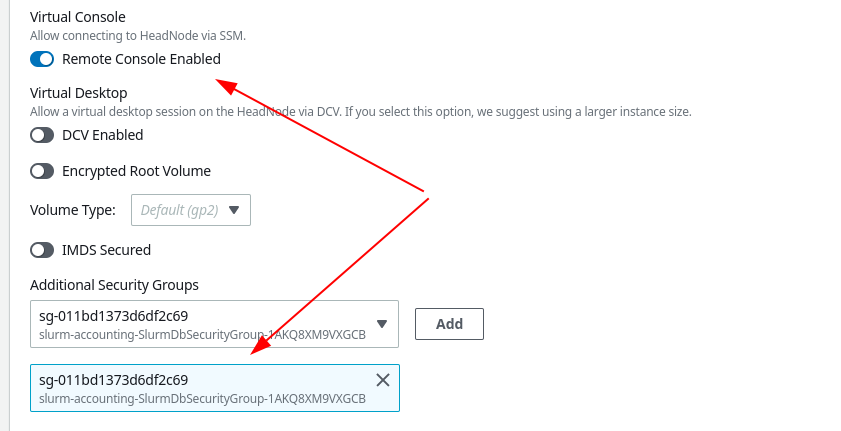 Virtual Console
Allow connecting to HeadNode via SSM.
Remote Console Enabled
Virtual Desktop
Allow a virtual desktop session on the HeadNode via DCV. If you select this option, we suggest using a larger instance size.
DCV Enabled
Encrypted Root Volume
Volume Type: Default (gp2)
IMDS Secured
Additional Security Groups
sg-011bd1373d6df2c69
slurm-accounting-SlurmDbSecurityGroup-1AKQ8XM9VXGCB
Add
sg-011bd1373d6df2c69
slurm-accounting-SlurmDbSecurityGroup-1AKQ8XM9VXGCB